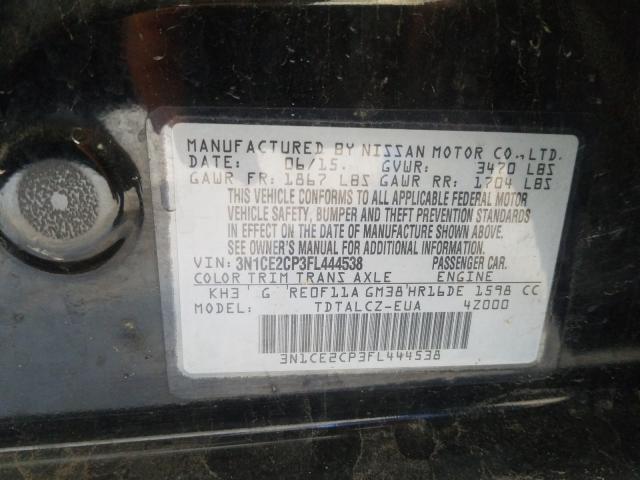 MANUFACTURED BY NISSAN MOTOR CO.,LTD.
DATE: 06/15. GVWR: 3470 LBS
GAWR FR: 1867 LBS GAWR RR: 1704 LBS
THIS VEHICLE CONFORMS TO ALL APPLICABLE FEDERAL MOTOR
VEHICLE SAFETY, BUMPER AND THEFT PREVENTION STANDARDS
IN EFFECT ON THE DATE OF MANUFACTURE SHOWN ABOVE.
SEE OWNER'S MANUAL FOR ADDITIONAL INFORMATION.
VIN: 3N1CE2CP3FL444538 PASSENGER CAR.
COLOR TRIM TRANS AXLE ENGINE
KH3 G RE0F11A GM38 HR16DE 1598 CC
MODEL: TDTALCZ-EUA 4Z000
3N1CE2CP3FL444538